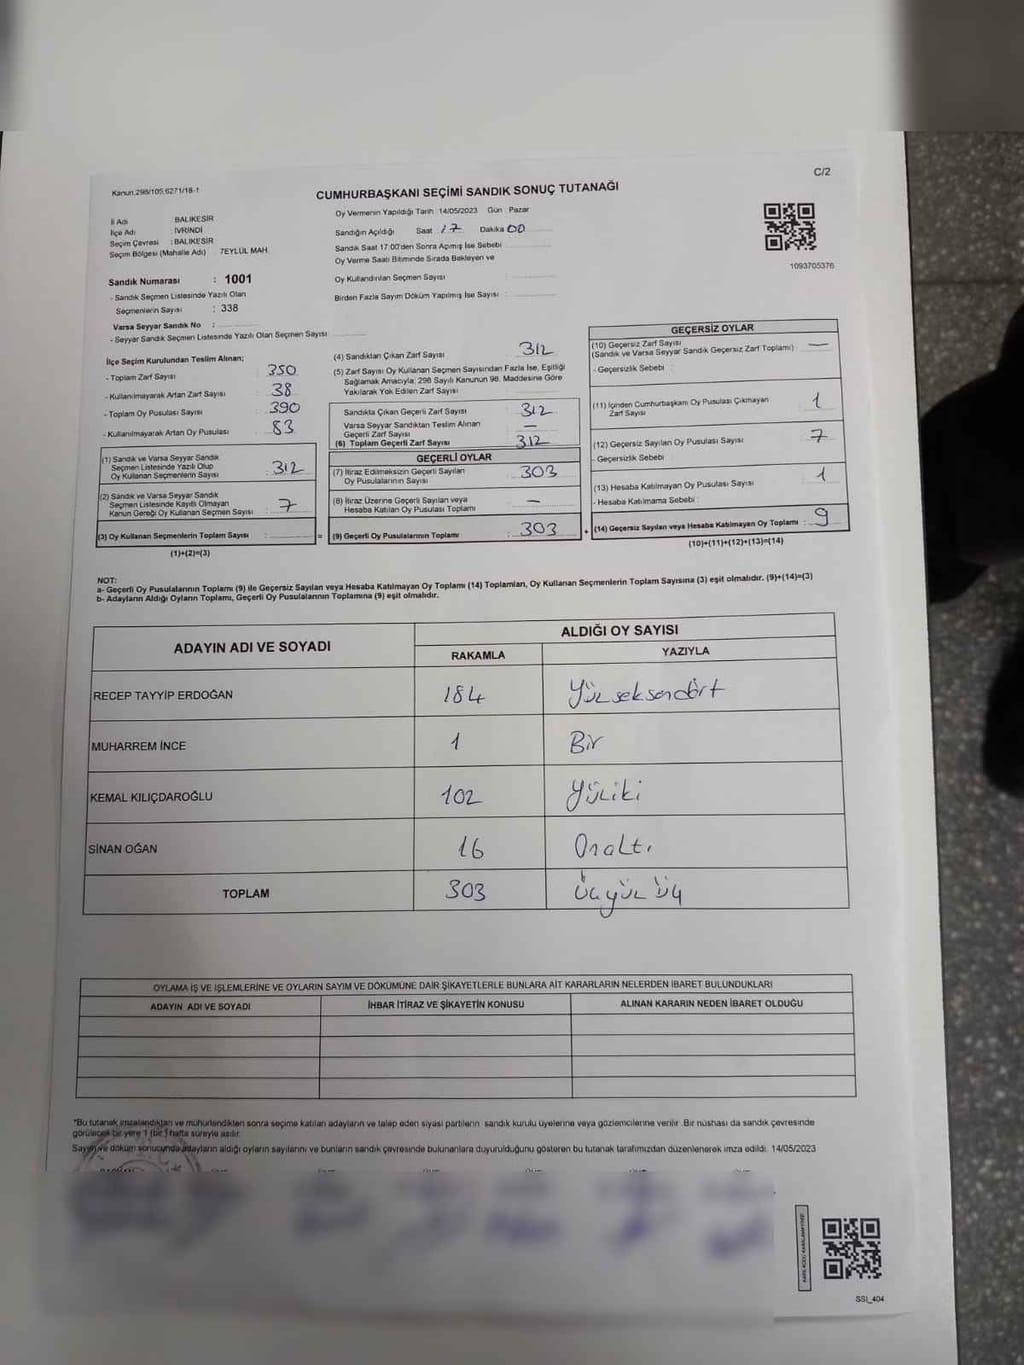 Kanun.298/105,6271/18-1
C/2
CUMHURBAŞKANI SEÇİMİ SANDIK SONUÇ TUTANAĞI
İl Adı : BALIKESİR
İlçe Adı : İVRİNDİ
Seçim Çevresi : BALIKESİR
Seçim Bölgesi (Mahalle Adı) 7EYLÜL MAH.
Sandık Numarası : 1001
- Sandık Seçmen Listesinde Yazılı Olan
Seçmenlerin Sayısı : 338
Varsa Seyyar Sandık No :
- Seyyar Sandık Seçmen Listesinde Yazılı Olan Seçmen Sayısı
Oy Vermenin Yapıldığı Tarih 14/05/2023 Gün Pazar
Sandığın Açıldığı Saat 17 Dakika 00
Sandık Saat 17:00'den Sonra Açımış İse Sebebi
Oy Verme Saati Bitiminde Sırada Bekleyen ve
Oy Kullandırılan Seçmen Sayısı :
Birden Fazla Sayım Döküm Yapılmış İse Sayısı :
1093705376
İlçe Seçim Kurulundan Teslim Alınan;
- Toplam Zarf Sayısı : 350
- Kullanılmayarak Artan Zarf Sayısı : 38
- Toplam Oy Pusulası Sayısı : 390
- Kullanılmayarak Artan Oy Pusulası : 83
(1) Sandık ve Varsa Seyyar Sandık
Seçmen Listesinde Yazılı Olup
Oy Kullanan Seçmenlerin Sayısı : 312
(2) Sandık ve Varsa Seyyar Sandık
Seçmen Listesinde Kayıtlı Olmayan
Kanun Gereği Oy Kullanan Seçmen Sayısı : 7
(3) Oy Kullanan Seçmenlerin Toplam Sayısı :
=
(1)+(2)=(3)
(4) Sandıktan Çıkan Zarf Sayısı : 312
(5) Zarf Sayısı Oy Kullanan Seçmen Sayısından Fazla İse, Eşitliği
Sağlamak Amacıyla; 298 Sayılı Kanunun 98. Maddesine Göre
Yakılarak Yok Edilen Zarf Sayısı :
Sandıkta Çıkan Geçerli Zarf Sayısı : 312
Varsa Seyyar Sandıktan Teslim Alınan
Geçerli Zarf Sayısı : —
(6) Toplam Geçerli Zarf Sayısı : 312
GEÇERLİ OYLAR
(7) İtiraz Edilmeksizin Geçerli Sayılan
Oy Pusulalarının Sayısı : 303
(8) İtiraz Üzerine Geçerli Sayılan veya
Hesaba Katılan Oy Pusulası Toplamı : —
(9) Geçerli Oy Pusulalarının Toplamı : 303
+
GEÇERSİZ OYLAR
(10) Geçersiz Zarf Sayısı
(Sandık ve Varsa Seyyar Sandık Geçersiz Zarf Toplamı) : —
- Geçersizlik Sebebi :
(11) İçinden Cumhurbaşkanı Oy Pusulası Çıkmayan
Zarf Sayısı : 1
(12) Geçersiz Sayılan Oy Pusulası Sayısı : 7
- Geçersizlik Sebebi :
(13) Hesaba Katılmayan Oy Pusulası Sayısı : 1
- Hesaba Katılmama Sebebi :
(14) Geçersiz Sayılan veya Hesaba Katılmayan Oy Toplamı : 9
(10)+(11)+(12)+(13)=(14)
NOT:
a- Geçerli Oy Pusulalarının Toplamı (9) ile Geçersiz Sayılan veya Hesaba Katılmayan Oy Toplamı (14) Toplamları, Oy Kullanan Seçmenlerin Toplam Sayısına (3) eşit olmalıdır. (9)+(14)=(3)
b- Adayların Aldığı Oyların Toplamı, Geçerli Oy Pusulalarının Toplamına (9) eşit olmalıdır.
ADAYIN ADI VE SOYADI
ALDIĞI OY SAYISI
RAKAMLA YAZIYLA
RECEP TAYYİP ERDOĞAN 184 Yüzseksendört
MUHARREM İNCE 1 Bir
KEMAL KILIÇDAROĞLU 102 Yüziki
SİNAN OĞAN 16 Onaltı
TOPLAM 303 Üçyüz üç
OYLAMA İŞ VE İŞLEMLERİNE VE OYLARIN SAYIM VE DÖKÜMÜNE DAİR ŞİKAYETLERLE BUNLARA AİT KARARLARIN NELERDEN İBARET BULUNDUKLARI
ADAYIN ADI VE SOYADI İHBAR İTİRAZ VE ŞİKAYETİN KONUSU ALINAN KARARIN NEDEN İBARET OLDUĞU
*Bu tutanak imzalandıktan ve mühürlendikten sonra seçime katılan adayların ve talep eden siyasi partilerin sandık kurulu üyelerine veya gözlemcilerine verilir. Bir nüshası da sandık çevresinde
görülecek bir yere 1 (bir) hafta süreyle asılır.
Sayım ve döküm sonucunda adayların aldığı oyların sayılarını ve bunların sandık çevresinde bulunanlara duyurulduğunu gösteren bu tutanak tarafımızdan düzenlenerek imza edildi. 14/05/2023
SSI_404